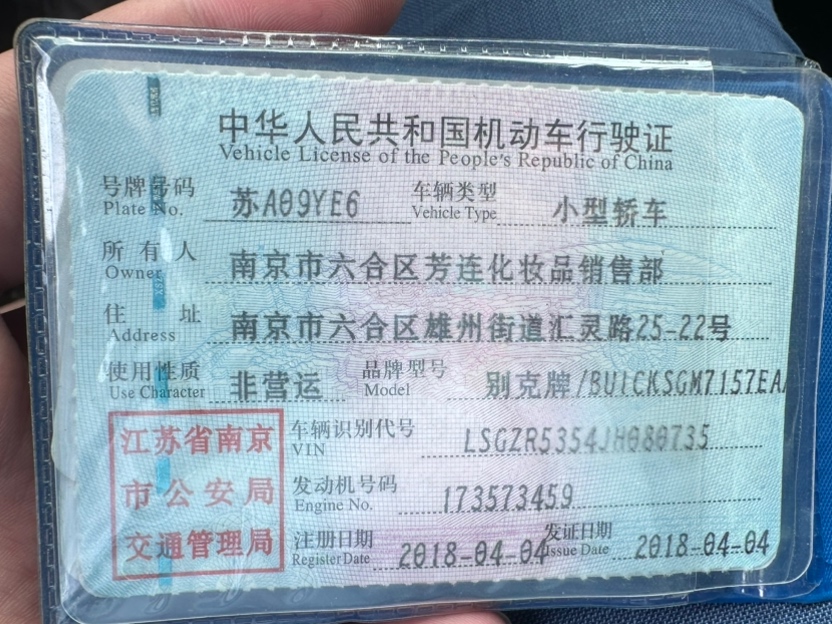 中华人民共和国机动车行驶证
Vehicle License of the People's Republic of China
号牌号码 苏A09YE6 车辆类型 小型轿车
Plate No. Vehicle Type
所有人 南京市六合区芳连化妆品销售部
Owner
住址 南京市六合区雄州街道汇灵路25-22号
Address
使用性质 非营运 品牌型号 别克牌/BUICKSGM7157EAA
Use Character Model
江苏省南京
市公安局
交通管理局
车辆识别代号 LSGZR5354JH080735
VIN
发动机号码 173573459
Engine No.
注册日期 2018-04-04 发证日期 2018-04-04
Register Date Issue Date